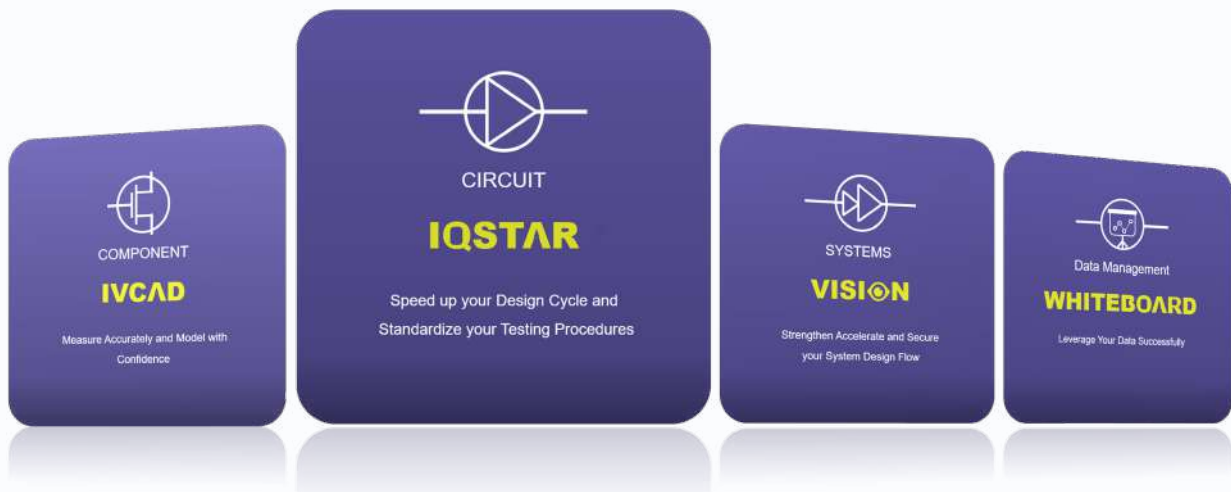 COMPONENT
IVCAD
Measure Accurately and Model with
Confidence
CIRCUIT
IQSTAR
Speed up your Design Cycle and
Standardize your Testing Procedures
SYSTEMS
VISION
Strengthen Accelerate and Secure
your System Design Flow
Data Management
WHITEBOARD
Leverage Your Data Successfully